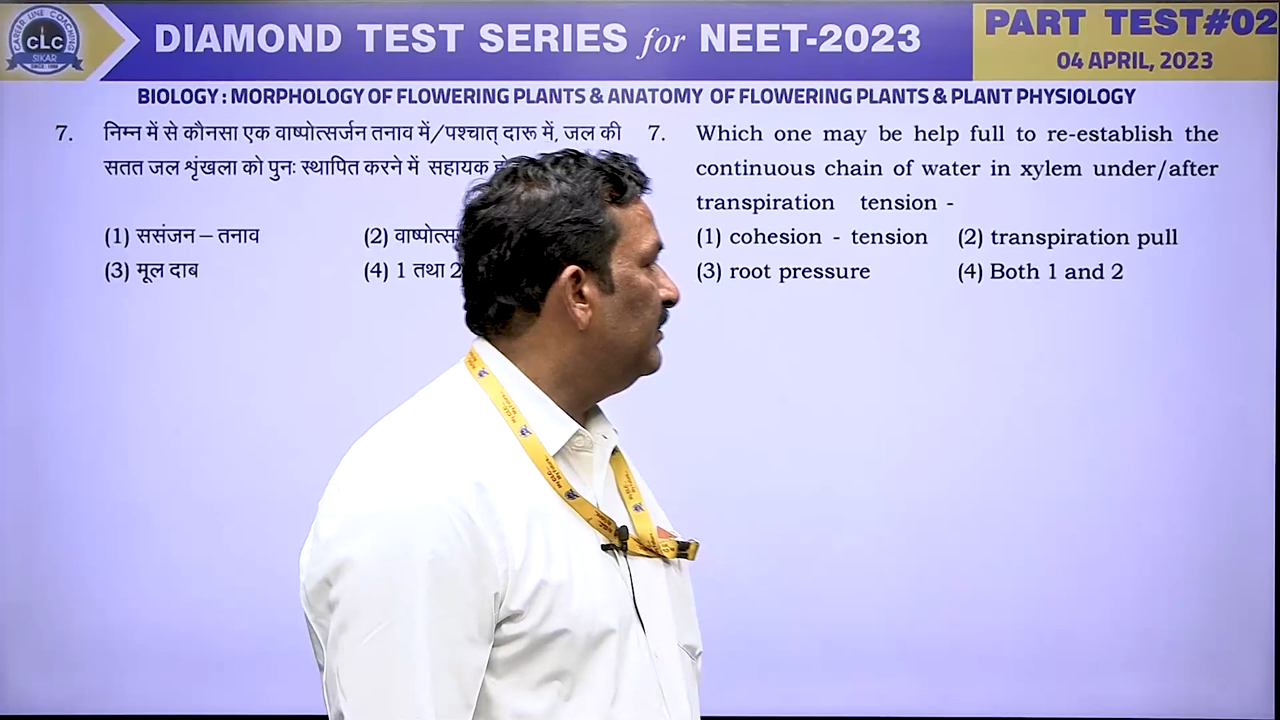 CLC
SIKAR
DIAMOND TEST SERIES for NEET-2023
PART TEST#02
04 APRIL, 2023
BIOLOGY : MORPHOLOGY OF FLOWERING PLANTS & ANATOMY OF FLOWERING PLANTS & PLANT PHYSIOLOGY
7. निम्न में से कौनसा एक वाष्पोत्सर्जन तनाव में/पश्चात् दारू में, जल की
सतत जल शृंखला को पुनः स्थापित करने में सहायक
(1) ससंजन – तनाव (2)
(3) मूल दाब (4) 1 तथा 2
7. Which one may be help full to re-establish the
continuous chain of water in xylem under/after
transpiration tension -
(1) cohesion - tension (2) transpiration pull
(3) root pressure (4) Both 1 and 2